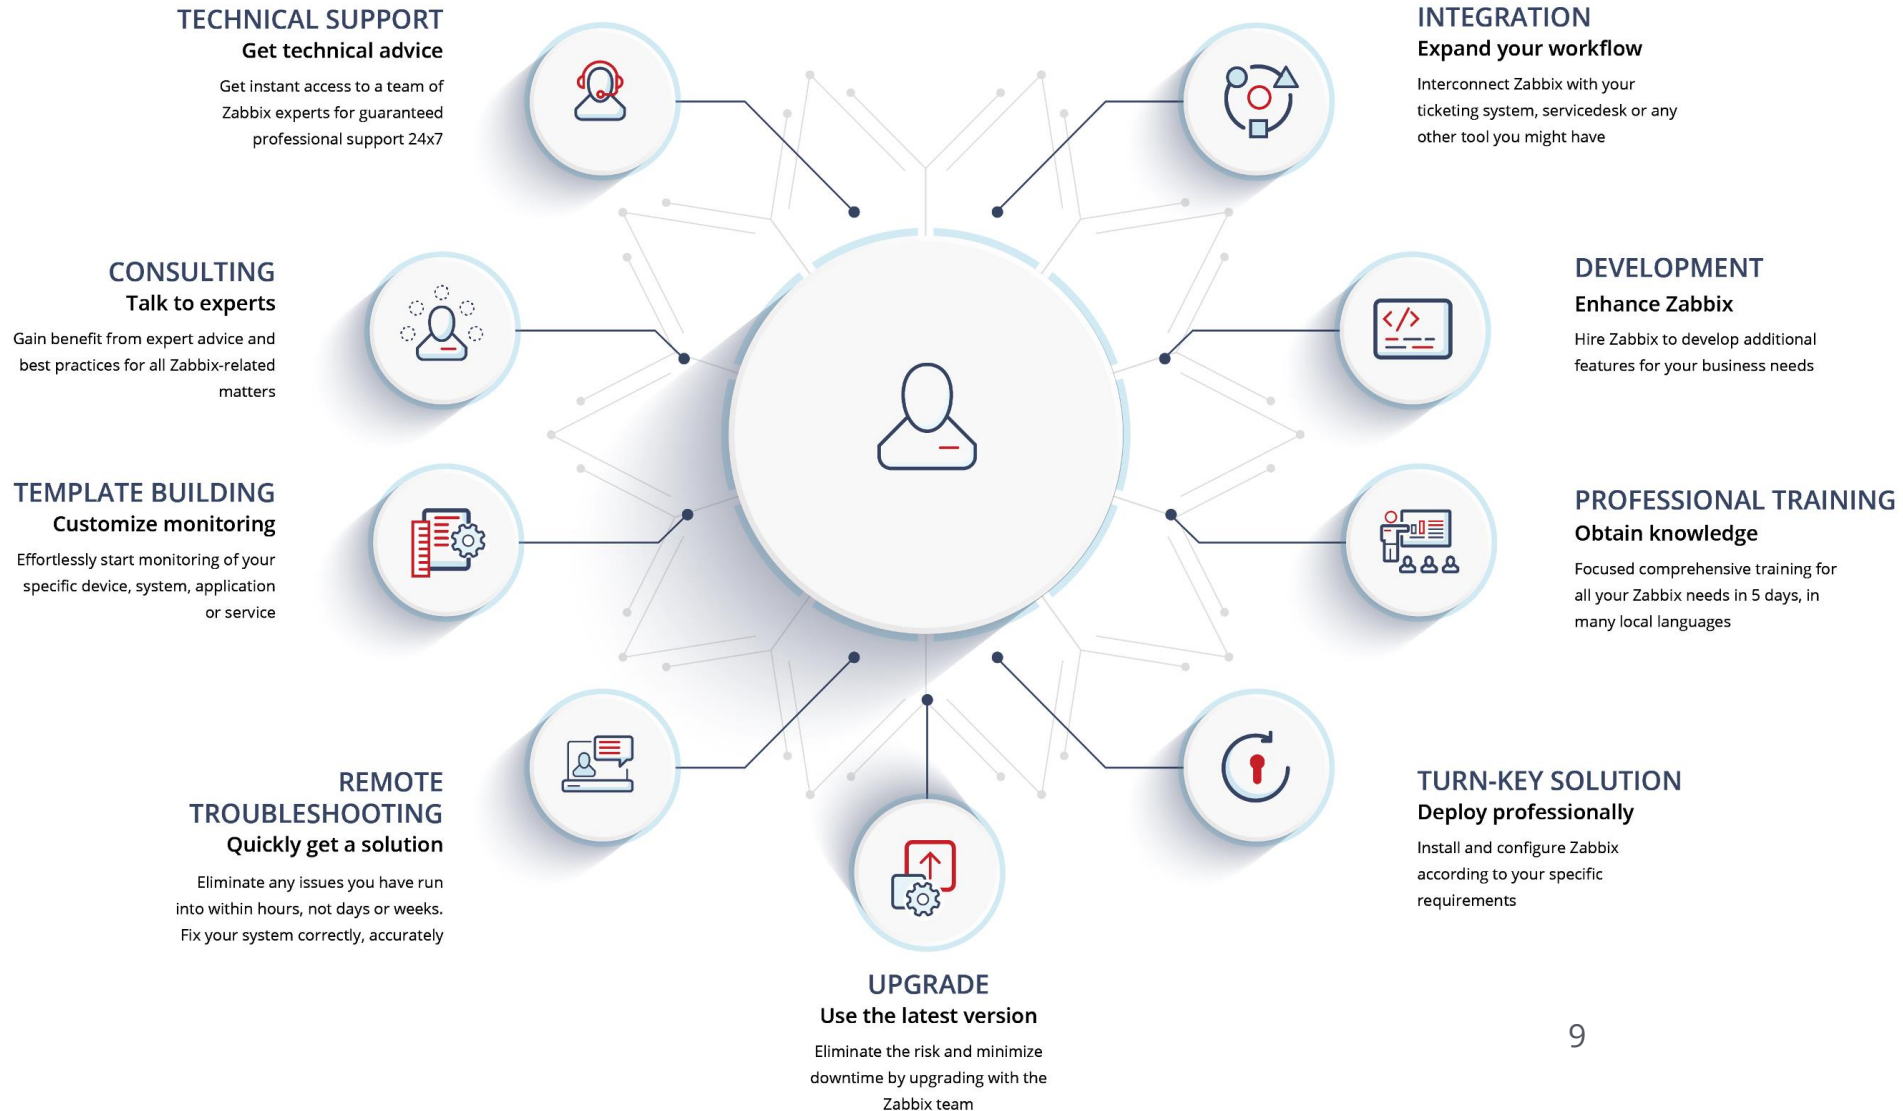 TECHNICAL SUPPORT
Get technical advice
Get instant access to a team of
Zabbix experts for guaranteed
professional support 24x7
INTEGRATION
Expand your workflow
Interconnect Zabbix with your
ticketing system, servicedesk or any
other tool you might have
CONSULTING
Talk to experts
Gain benefit from expert advice and
best practices for all Zabbix-related
matters
DEVELOPMENT
Enhance Zabbix
Hire Zabbix to develop additional
features for your business needs
TEMPLATE BUILDING
Customize monitoring
Effortlessly start monitoring of your
specific device, system, application
or service
PROFESSIONAL TRAINING
Obtain knowledge
Focused comprehensive training for
all your Zabbix needs in 5 days, in
many local languages
REMOTE
TROUBLESHOOTING
Quickly get a solution
Eliminate any issues you have run
into within hours, not days or weeks.
Fix your system correctly, accurately
TURN-KEY SOLUTION
Deploy professionally
Install and configure Zabbix
according to your specific
requirements
UPGRADE
Use the latest version
Eliminate the risk and minimize
downtime by upgrading with the
Zabbix team
9